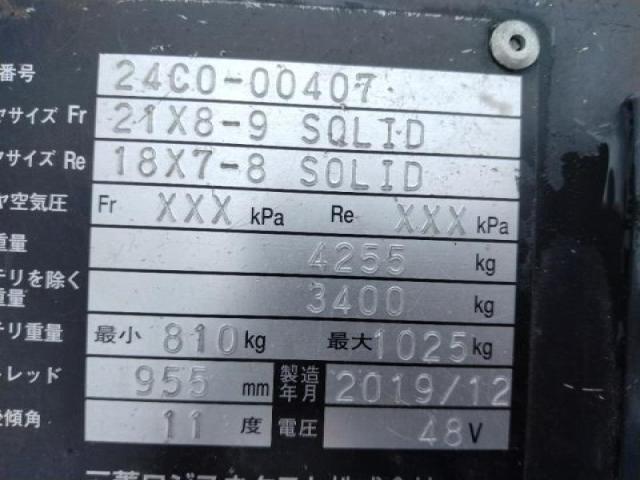 番号 24C0-00407
ヤサイズ Fr 21X8-9 SOLID
ヤサイズ Re 18X7-8 SOLID
ヤ空気圧 Fr XXX kPa Re XXX kPa
重量 4255 kg
テリを除く
重量 3400 kg
テリ重量 最小 810 kg 最大 1025 kg
レッド 955 mm 製造年月 2019/12
傾角 11 度 電圧 48 V